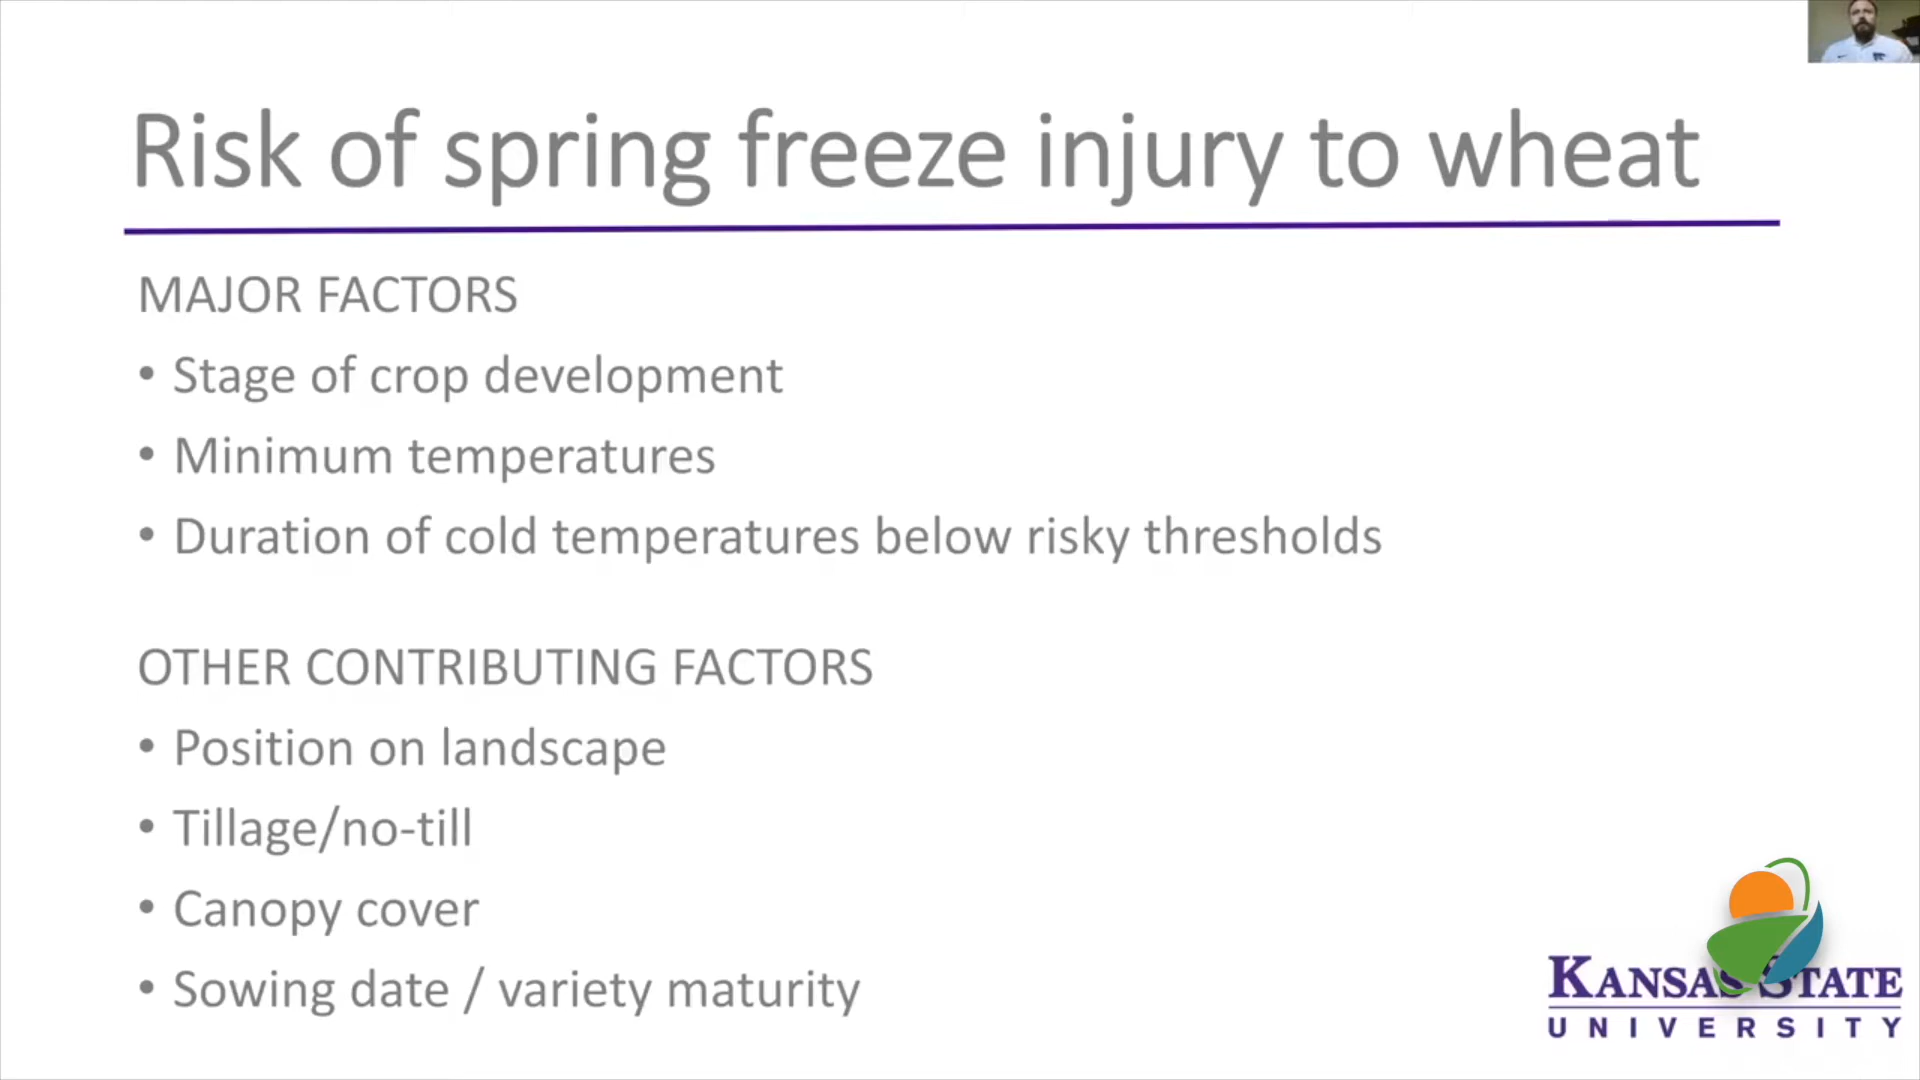 Risk of spring freeze injury to wheat
MAJOR FACTORS
• Stage of crop development
• Minimum temperatures
• Duration of cold temperatures below risky thresholds
OTHER CONTRIBUTING FACTORS
• Position on landscape
• Tillage/no-till
• Canopy cover
• Sowing date / variety maturity
KANSAS STATE
UNIVERSITY